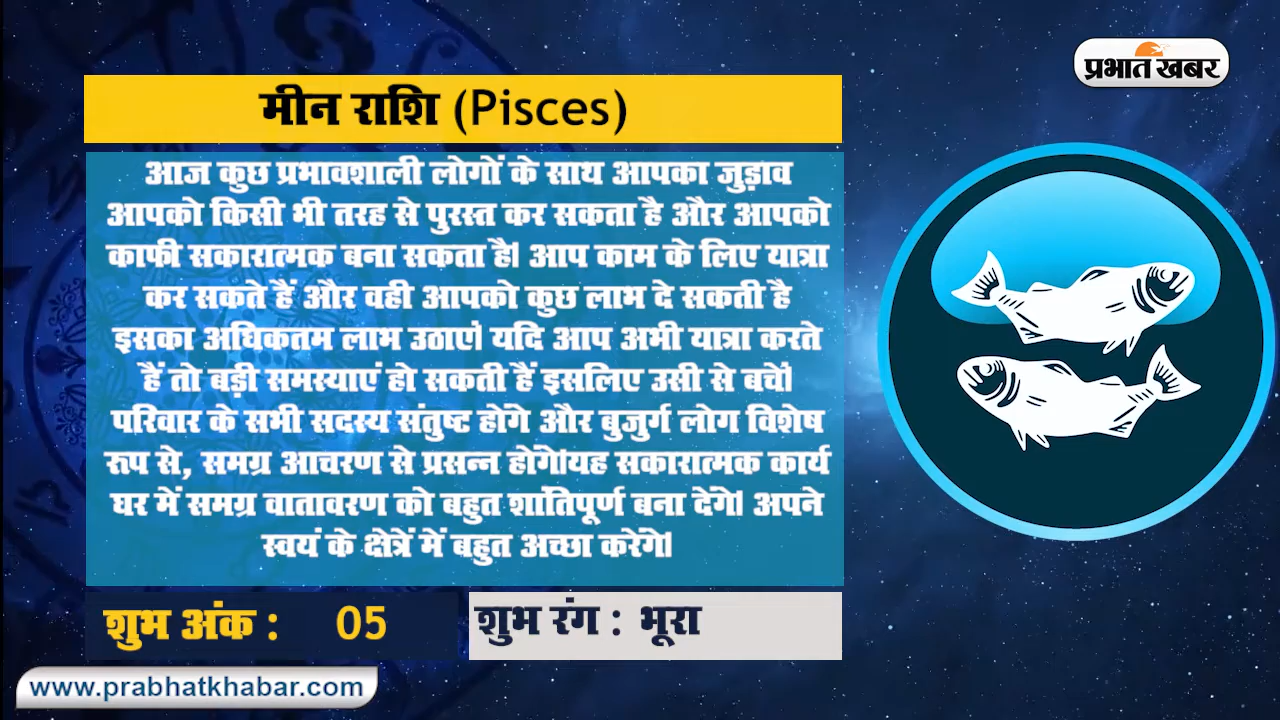 प्रभात खबर
मीन राशि (Pisces)
आज कुछ प्रभावशाली लोगों के साथ आपका जुड़ाव
आपको किसी भी तरह से पुरस्त कर सकता है और आपको
काफी सकारात्मक बना सकता है। आप काम के लिए यात्रा
कर सकते हैं और वही आपको कुछ लाभ दे सकती है
इसका अधिकतम लाभ उठाएं। यदि आप अभी यात्रा करते
हैं तो बड़ी समस्याएं हो सकती हैं इसलिए उसी से बचें।
परिवार के सभी सदस्य संतुष्ट होंगे और बुजुर्ग लोग विशेष
रूप से, समग्र आचरण से प्रसन्न होंगे।यह सकारात्मक कार्य
घर में समग्र वातावरण को बहुत शांतिपूर्ण बना देंगे। अपने
स्वयं के क्षेत्रें में बहुत अच्छा करेंगे।
शुभ अंक : 05
शुभ रंग : भूरा
www.prabhatkhabar.com